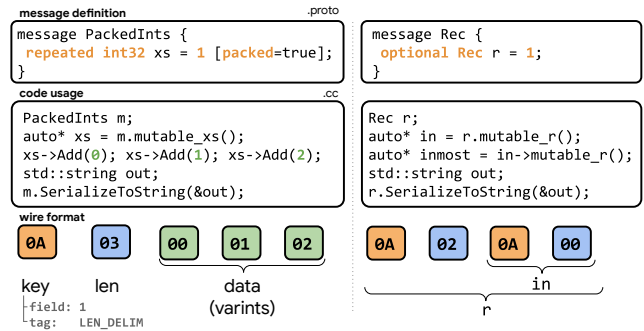 message definition
.proto
message PackedInts {
repeated int32 xs = 1 [packed=true];
}
message Rec {
optional Rec r = 1;
}
code usage
.cc
PackedInts m;
auto* xs = m.mutable_xs();
xs->Add(0); xs->Add(1); xs->Add(2);
std::string out;
m.SerializeToString(&out);
Rec r;
auto* in = r.mutable_r();
auto* inmost = in->mutable_r();
std::string out;
r.SerializeToString(&out);
wire format
0A 03 00 01 02
key len data
(varints)
field: 1
tag: LEN_DELIM
0A 02 0A 00
in
r